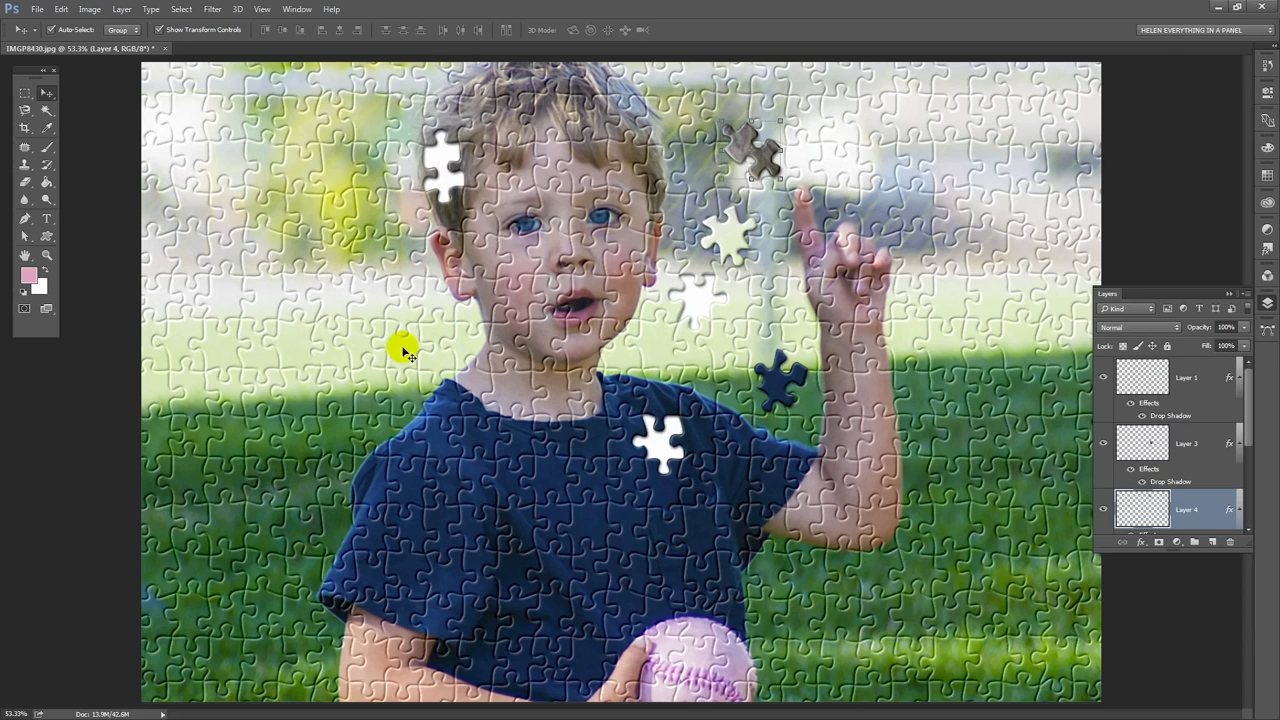 Ps File Edit Image Layer Type Select Filter 3D View Window Help
Auto-Select: Group Show Transform Controls 3D Mode: HELEN EVERYTHING IN A PANEL
IMGP8430.jpg @ 53.3% (Layer 4, RGB/8*) * ×
Layers
Kind
Normal Opacity: 100%
Lock: Fill: 100%
Layer 1 fx
Effects
Drop Shadow
Layer 3 fx
Effects
Drop Shadow
Layer 4 fx
53.33% Doc: 13.9M/42.6M